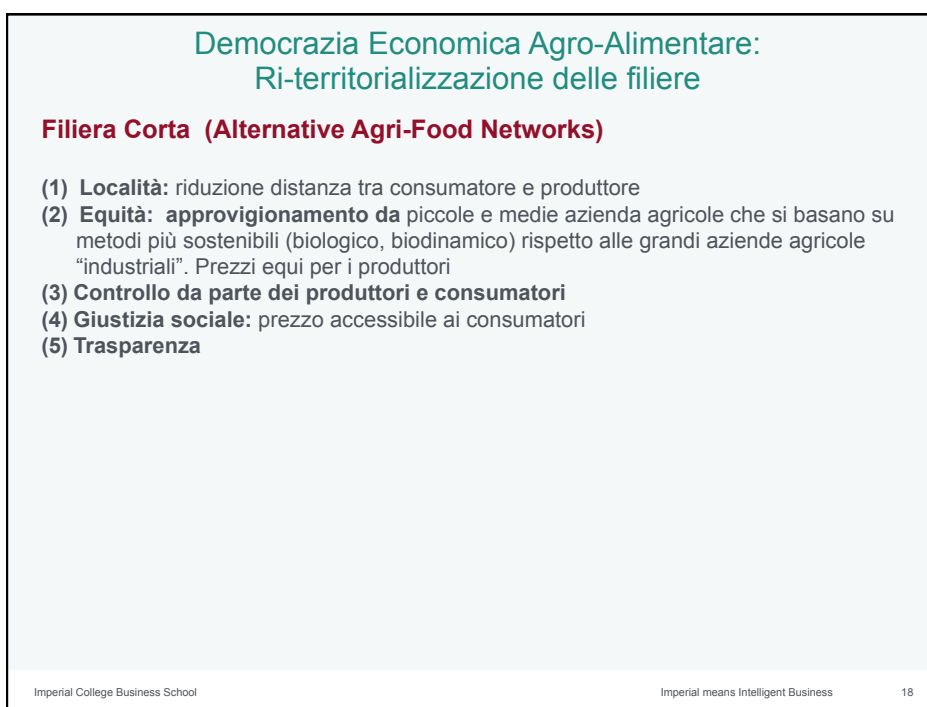 Democrazia Economica Agro-Alimentare:
Ri-territorializzazione delle filiere
Filiera Corta (Alternative Agri-Food Networks)
(1) Località: riduzione distanza tra consumatore e produttore
(2) Equità: approvigionamento da piccole e medie azienda agricole che si basano su
metodi più sostenibili (biologico, biodinamico) rispetto alle grandi aziende agricole
“industriali”. Prezzi equi per i produttori
(3) Controllo da parte dei produttori e consumatori
(4) Giustizia sociale: prezzo accessibile ai consumatori
(5) Trasparenza
Imperial College Business School Imperial means Intelligent Business 18